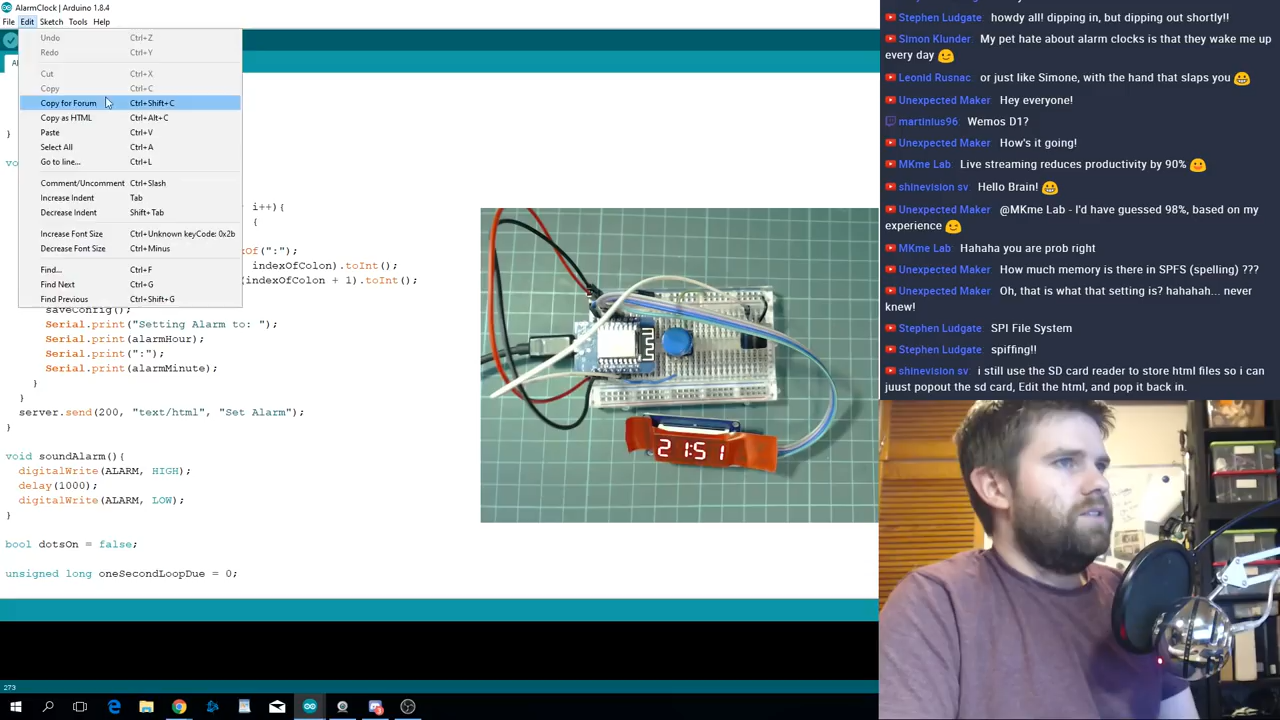 AlarmClock | Arduino 1.8.4
File Edit Sketch Tools Help
Undo Ctrl+Z
Redo Ctrl+Y
Cut Ctrl+X
Copy Ctrl+C
Copy for Forum Ctrl+Shift+C
Copy as HTML Ctrl+Alt+C
Paste Ctrl+V
Select All Ctrl+A
Go to line... Ctrl+L
Comment/Uncomment Ctrl+Slash
Increase Indent Tab
Decrease Indent Shift+Tab
Increase Font Size Ctrl+Unknown keyCode: 0x2b
Decrease Font Size Ctrl+Minus
Find... Ctrl+F
Find Next Ctrl+G
Find Previous Ctrl+Shift+G
}
i++){
{
(":");
indexOfColon).toInt();
(indexOfColon + 1).toInt();
saveConfig();
Serial.print("Setting Alarm to: ");
Serial.print(alarmHour);
Serial.print(":");
Serial.print(alarmMinute);
}
}
server.send(200, "text/html", "Set Alarm");
}
void soundAlarm(){
digitalWrite(ALARM, HIGH);
delay(1000);
digitalWrite(ALARM, LOW);
}
bool dotsOn = false;
unsigned long oneSecondLoopDue = 0;
273
21:51
Stephen Ludgate howdy all! dipping in, but dipping out shortly!!
Simon Klunder My pet hate about alarm clocks is that they wake me up
every day
Leonid Rusnac or just like Simone, with the hand that slaps you
Unexpected Maker Hey everyone!
martinius96 Wemos D1?
Unexpected Maker How's it going!
MKme Lab Live streaming reduces productivity by 90%
shinevision sv Hello Brain!
Unexpected Maker @MKme Lab - I'd have guessed 98%, based on my
experience
MKme Lab Hahaha you are prob right
Unexpected Maker How much memory is there in SPFS (spelling) ???
Unexpected Maker Oh, that is what that setting is? hahahah... never
knew!
Stephen Ludgate SPI File System
Stephen Ludgate spiffing!!
shinevision sv i still use the SD card reader to store html files so i can
juust popout the sd card, Edit the html, and pop it back in.